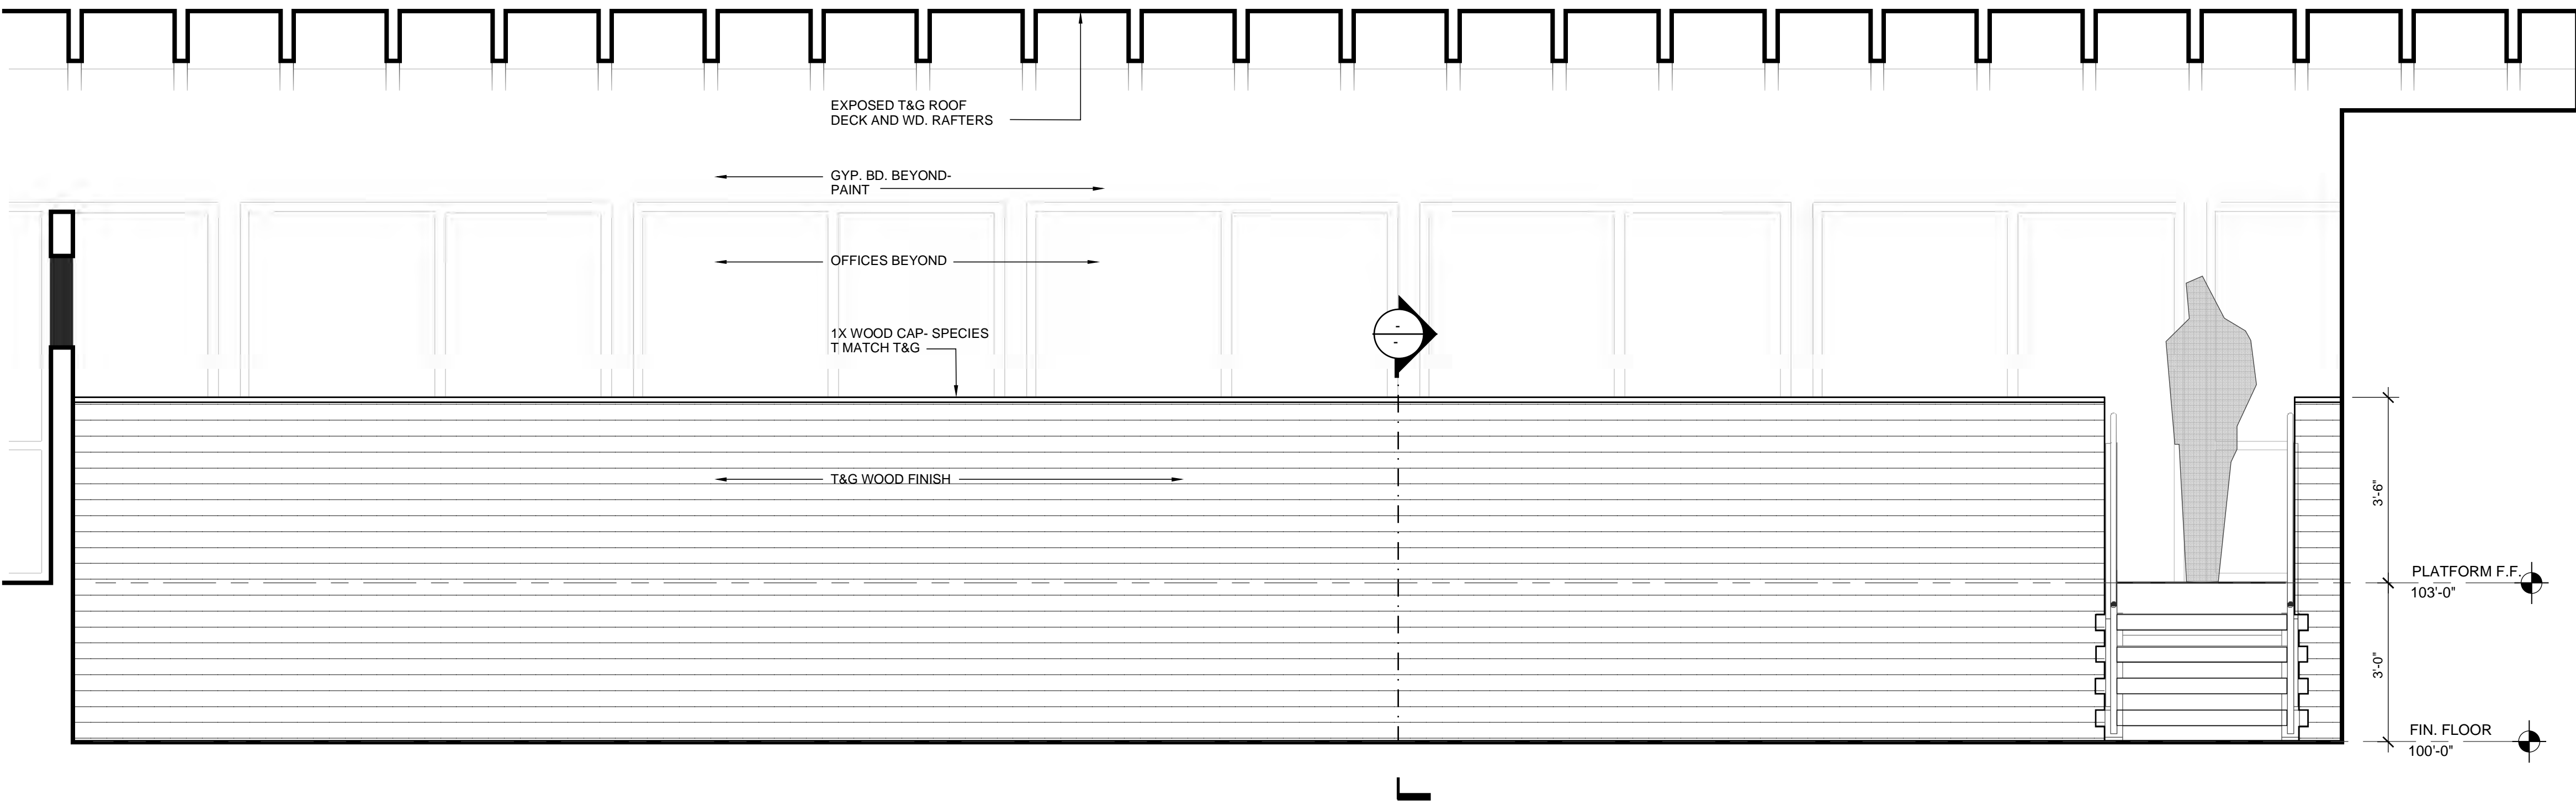 EXPOSED T&G ROOF
DECK AND WD. RAFTERS
GYP. BD. BEYOND-
PAINT
OFFICES BEYOND
1X WOOD CAP- SPECIES
T MATCH T&G
-
-
T&G WOOD FINISH
3'-6"
PLATFORM F.F.
103'-0"
3'-0"
FIN. FLOOR
100'-0"